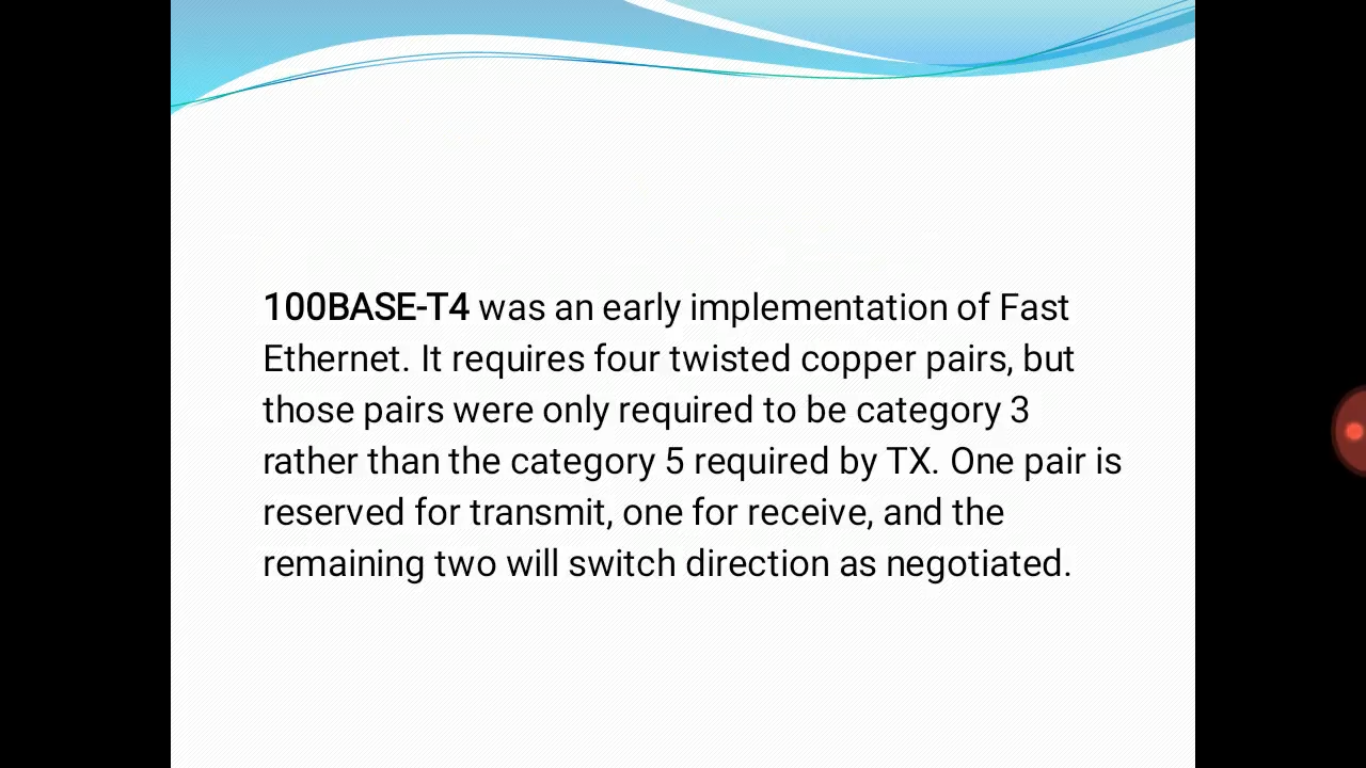 100BASE-T4 was an early implementation of Fast
Ethernet. It requires four twisted copper pairs, but
those pairs were only required to be category 3
rather than the category 5 required by TX. One pair is
reserved for transmit, one for receive, and the
remaining two will switch direction as negotiated.